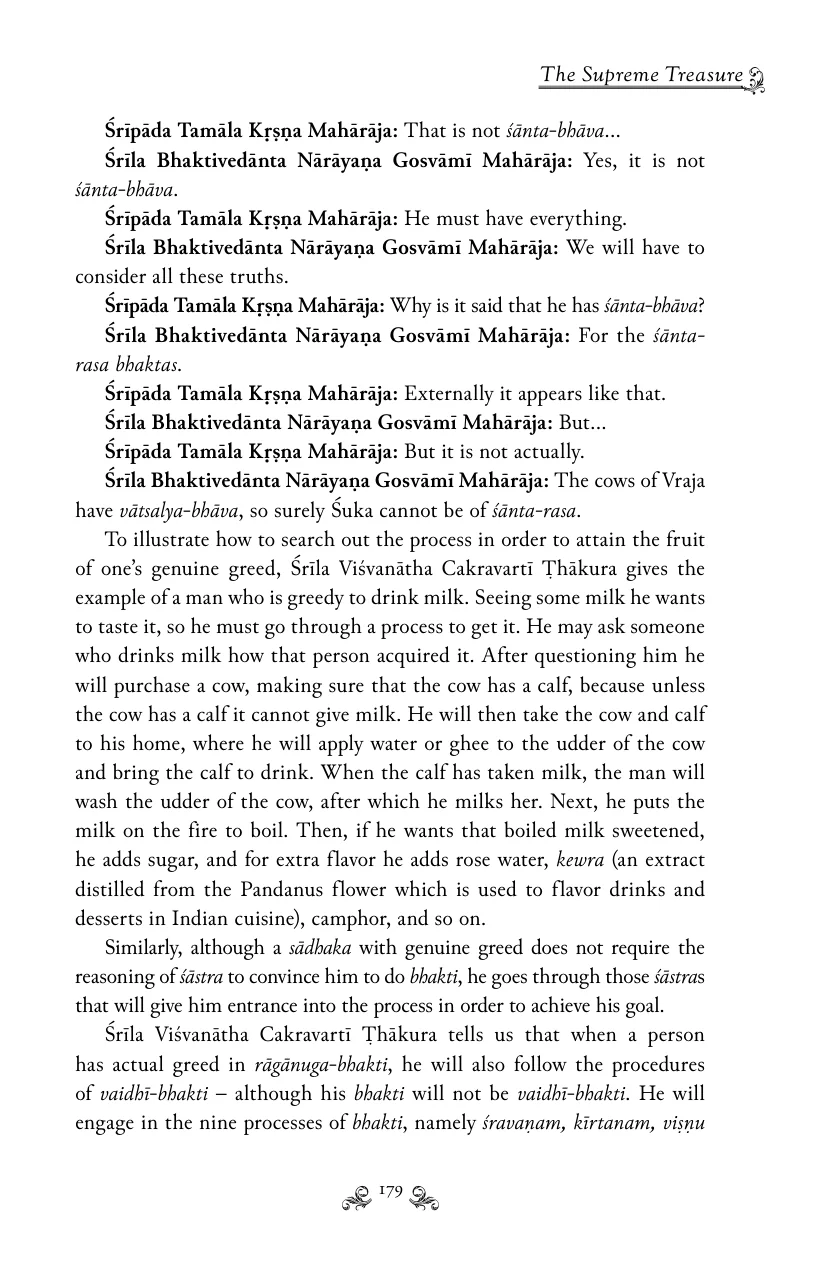 The Supreme Treasure
Śrīpāda Tamāla Kṛṣṇa Mahārāja: That is not śānta-bhāva...
Śrīla Bhaktivedānta Nārāyaṇa Gosvāmī Mahārāja: Yes, it is not
śānta-bhāva.
Śrīpāda Tamāla Kṛṣṇa Mahārāja: He must have everything.
Śrīla Bhaktivedānta Nārāyaṇa Gosvāmī Mahārāja: We will have to
consider all these truths.
Śrīpāda Tamāla Kṛṣṇa Mahārāja: Why is it said that he has śānta-bhāva?
Śrīla Bhaktivedānta Nārāyaṇa Gosvāmī Mahārāja: For the śānta-
rasa bhaktas.
Śrīpāda Tamāla Kṛṣṇa Mahārāja: Externally it appears like that.
Śrīla Bhaktivedānta Nārāyaṇa Gosvāmī Mahārāja: But...
Śrīpāda Tamāla Kṛṣṇa Mahārāja: But it is not actually.
Śrīla Bhaktivedānta Nārāyaṇa Gosvāmī Mahārāja: The cows of Vraja
have vātsalya-bhāva, so surely Śuka cannot be of śānta-rasa.
To illustrate how to search out the process in order to attain the fruit
of one's genuine greed, Śrīla Viśvanātha Cakravartī Ṭhākura gives the
example of a man who is greedy to drink milk. Seeing some milk he wants
to taste it, so he must go through a process to get it. He may ask someone
who drinks milk how that person acquired it. After questioning him he
will purchase a cow, making sure that the cow has a calf, because unless
the cow has a calf it cannot give milk. He will then take the cow and calf
to his home, where he will apply water or ghee to the udder of the cow
and bring the calf to drink. When the calf has taken milk, the man will
wash the udder of the cow, after which he milks her. Next, he puts the
milk on the fire to boil. Then, if he wants that boiled milk sweetened,
he adds sugar, and for extra flavor he adds rose water, kewra (an extract
distilled from the Pandanus flower which is used to flavor drinks and
desserts in Indian cuisine), camphor, and so on.
Similarly, although a sādhaka with genuine greed does not require the
reasoning of śāstra to convince him to do bhakti, he goes through those śāstras
that will give him entrance into the process in order to achieve his goal.
Śrīla Viśvanātha Cakravartī Ṭhākura tells us that when a person
has actual greed in rāgānuga-bhakti, he will also follow the procedures
of vaidhī-bhakti – although his bhakti will not be vaidhī-bhakti. He will
engage in the nine processes of bhakti, namely śravaṇam, kīrtanam, viṣṇu
179